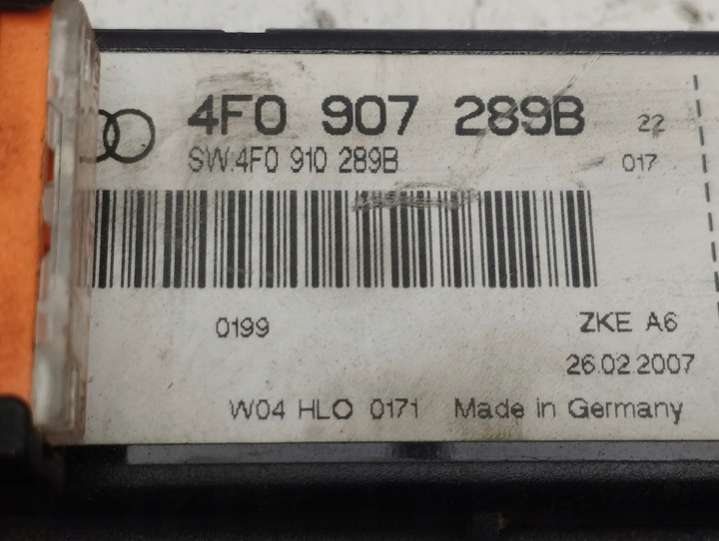 4F0 907 289B 22
SW:4F0 910 289B 017
0199 ZKE A6
26.02.2007
W04 HLO 0171 Made in Germany